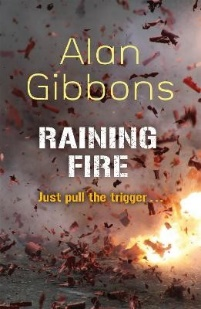 Alan
Gibbons
RAINING
FIRE
Just pull the trigger...